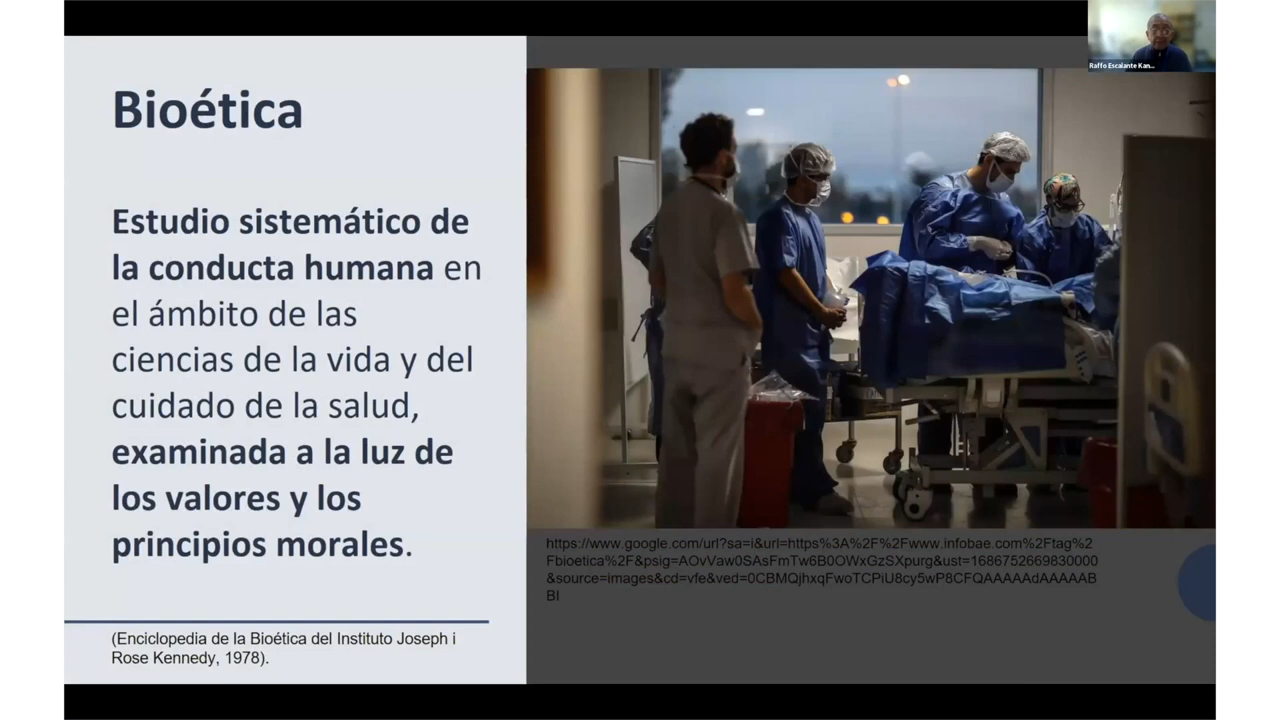 Raffo Escalante Kan...
Bioética
Estudio sistemático de
la conducta humana en
el ámbito de las
ciencias de la vida y del
cuidado de la salud,
examinada a la luz de
los valores y los
principios morales.
(Enciclopedia de la Bioética del Instituto Joseph i
Rose Kennedy, 1978).
https://www.google.com/url?sa=i&url=https%3A%2F%2Fwww.infobae.com%2Ftag%2
Fbioetica%2F&psig=AOvVaw0SAsFmTw6B0OWxGzSXpurg&ust=1686752669830000
&source=images&cd=vfe&ved=0CBMQjhxqFwoTCPiU8cy5wP8CFQAAAAAdAAAAAB
BI